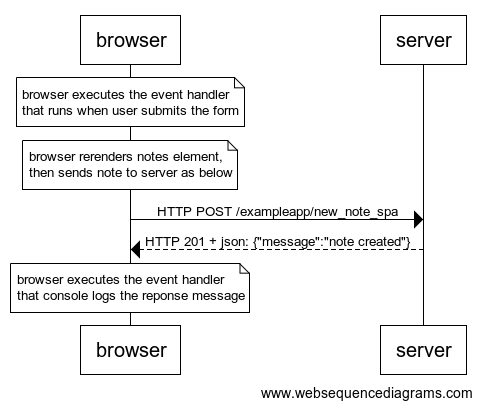 browser
server
browser executes the event handler
that runs when user submits the form
browser rerenders notes element,
then sends note to server as below
HTTP POST /exampleapp/new_note_spa
HTTP 201 + json: {"message":"note created"}
browser executes the event handler
that console logs the reponse message
browser
server
www.websequencediagrams.com